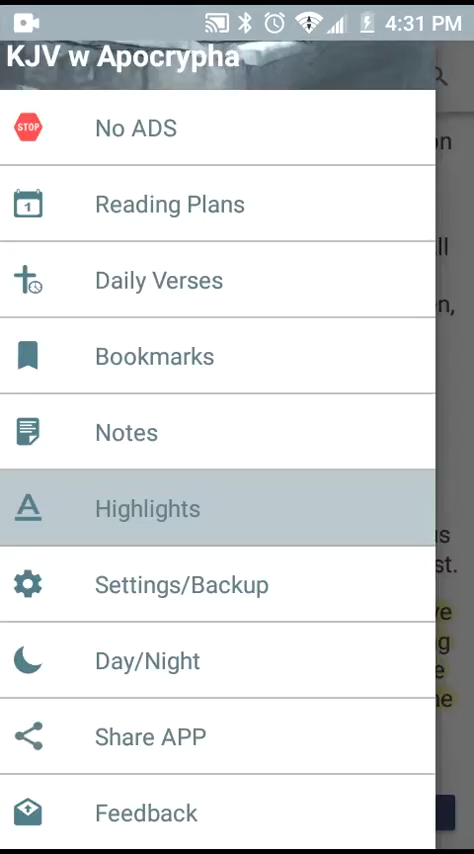 4:31 PM
KJV w Apocrypha
STOP No ADS
1 Reading Plans
Daily Verses
Bookmarks
Notes
A Highlights
Settings/Backup
Day/Night
Share APP
Feedback